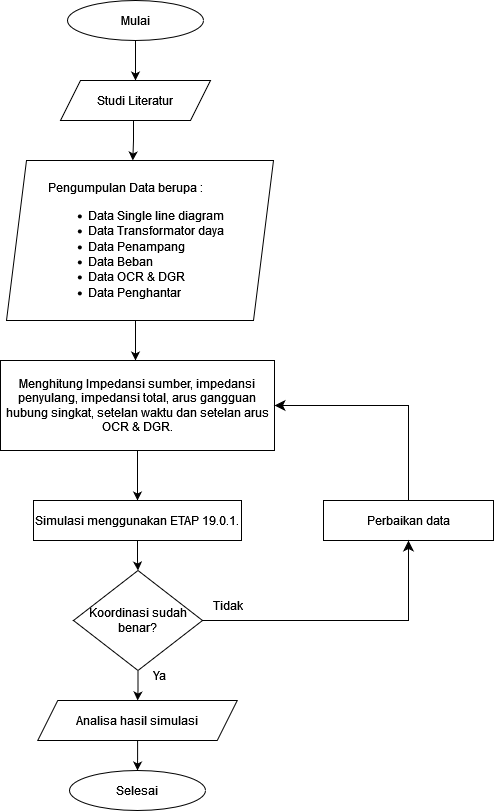 Mulai
Studi Literatur
Pengumpulan Data berupa :
• Data Single line diagram
• Data Transformator daya
• Data Penampang
• Data Beban
• Data OCR & DGR
• Data Penghantar
Menghitung Impedansi sumber, impedansi
penyulang, impedansi total, arus gangguan
hubung singkat, setelan waktu dan setelan arus
OCR & DGR.
Simulasi menggunakan ETAP 19.0.1.
Perbaikan data
Koordinasi sudah
benar?
Tidak
Ya
Analisa hasil simulasi
Selesai